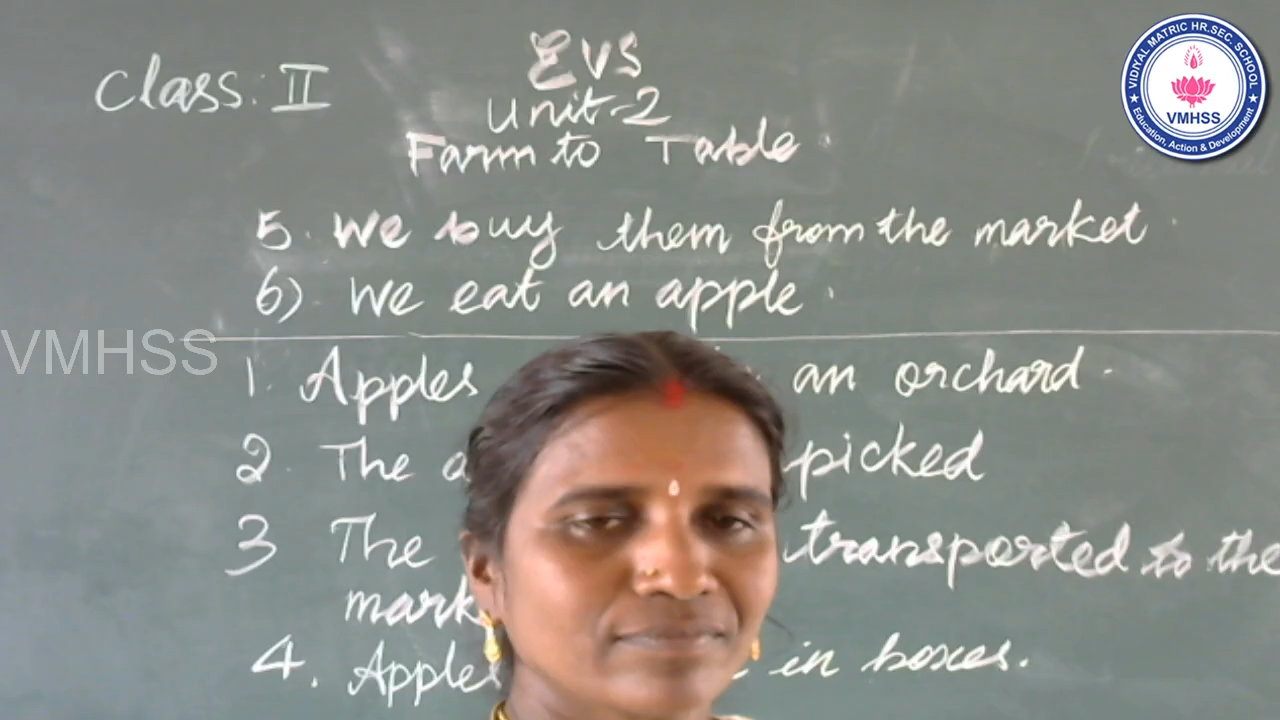 EVS
Class: II
Unit-2
Farm to Table.
5. We buy them from the market.
6) We eat an apple.
1. Apples an orchard.
2. The picked
3 The transported to the
4. Apples in boxes.
VIDIYAL MATRIC HR.SEC. SCHOOL
VMHSS
★ Education, Action & Development ★
VMHSS